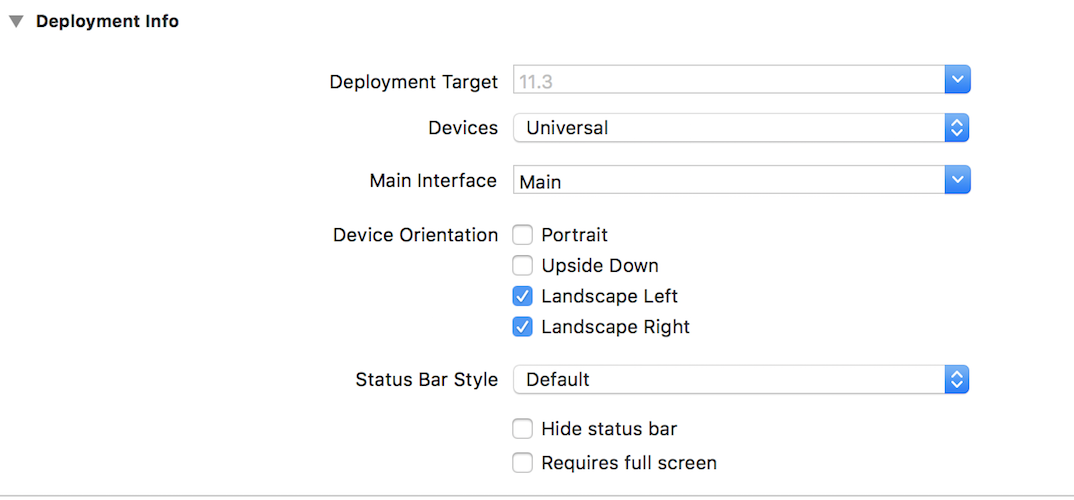 Deployment Info
Deployment Target 11.3
Devices Universal
Main Interface Main
Device Orientation Portrait
Upside Down
Landscape Left
Landscape Right
Status Bar Style Default
Hide status bar
Requires full screen